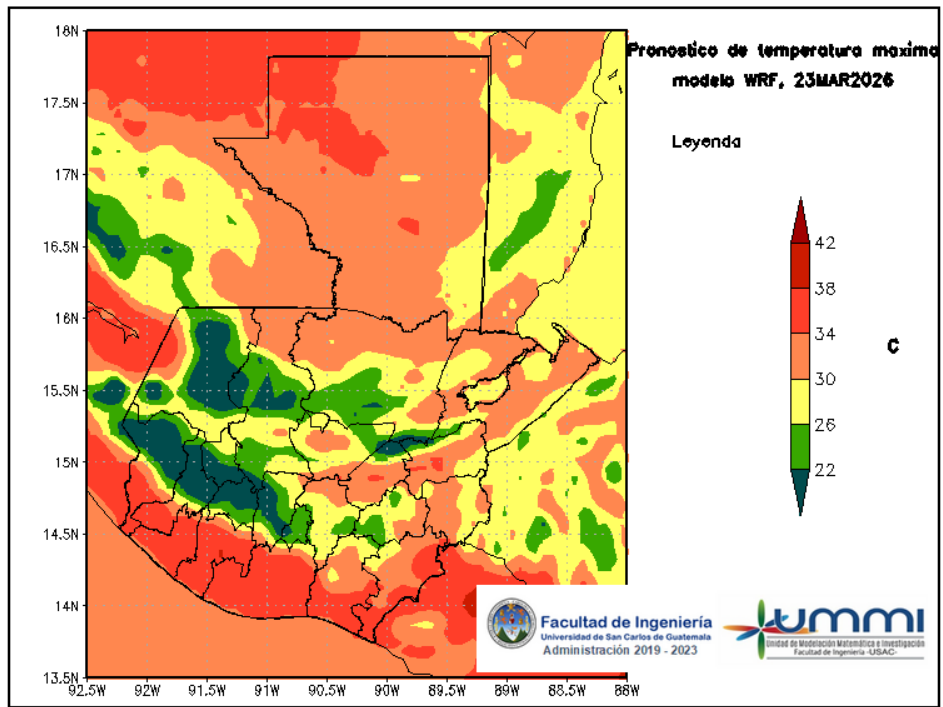 Pronostico de temperatura maxima
modelo WRF, 23MAR2026
Leyenda
18N
17.5N
17N
16.5N
16N
15.5N
15N
14.5N
14N
13.5N
92.5W 92W 91.5W 91W 90.5W 90W 89.5W 89W 88.5W 88W
42
38
34
30
26
22
C
Facultad de Ingeniería
Universidad de San Carlos de Guatemala
Administración 2019 - 2023
ummi
Unidad de Modelación Matemática e Investigación
Facultad de Ingeniería -USAC-